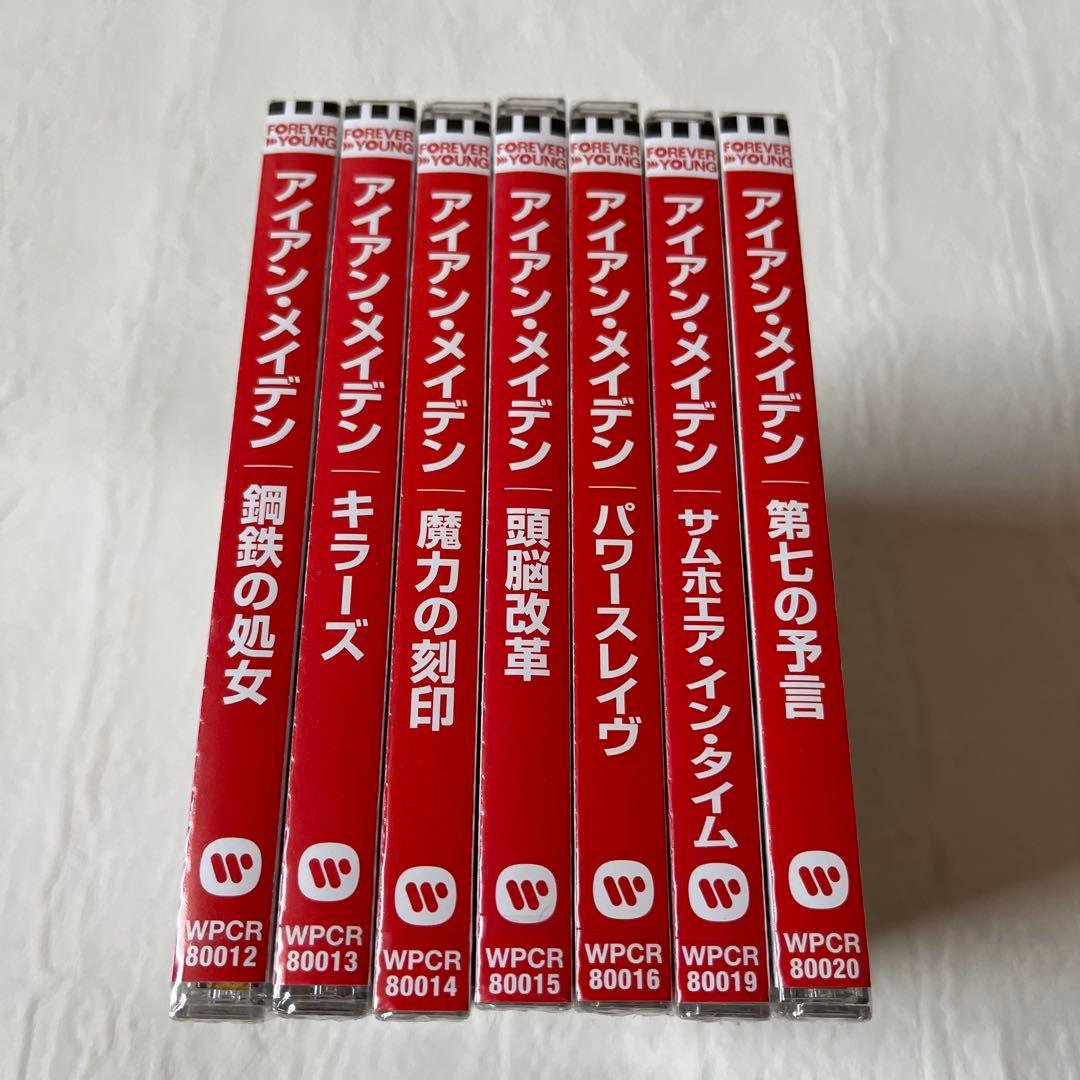 FOREVER
YOUNG
アイアン・メイデン
鋼鉄の処女
WPCR
80012
FOREVER
YOUNG
アイアン・メイデン
キラーズ
WPCR
80013
FOREVER
YOUNG
アイアン・メイデン
魔力の刻印
WPCR
80014
FOREVER
YOUNG
アイアン・メイデン
頭脳改革
WPCR
80015
FOREVER
YOUNG
アイアン・メイデン
パワースレイヴ
WPCR
80016
FOREVER
YOUNG
アイアン・メイデン
サムホエア・イン・タイム
WPCR
80019
FOREVER
YOUNG
アイアン・メイデン
第七の予言
WPCR
80020